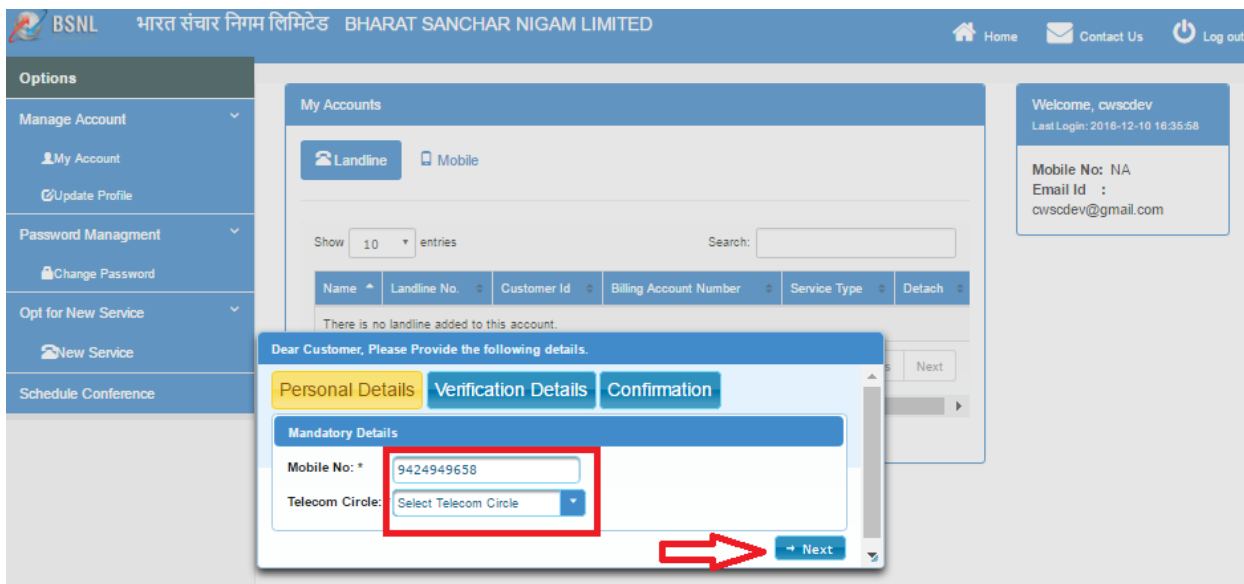 BSNL भारत संचार निगम लिमिटेड BHARAT SANCHAR NIGAM LIMITED
Home Contact Us Log out
Options
Manage Account
My Account
Update Profile
Password Managment
Change Password
Opt for New Service
New Service
Schedule Conference
My Accounts
Landline Mobile
Show 10 entries Search:
Name Landline No. Customer Id Billing Account Number Service Type Detach
There is no landline added to this account.
s Next
Dear Customer, Please Provide the following details.
Personal Details Verification Details Confirmation
Mandatory Details
Mobile No: * 9424949658
Telecom Circle: Select Telecom Circle
Next
Welcome, cwscdev
Last Login: 2016-12-10 16:35:58
Mobile No: NA
Email Id :
cwscdev@gmail.com